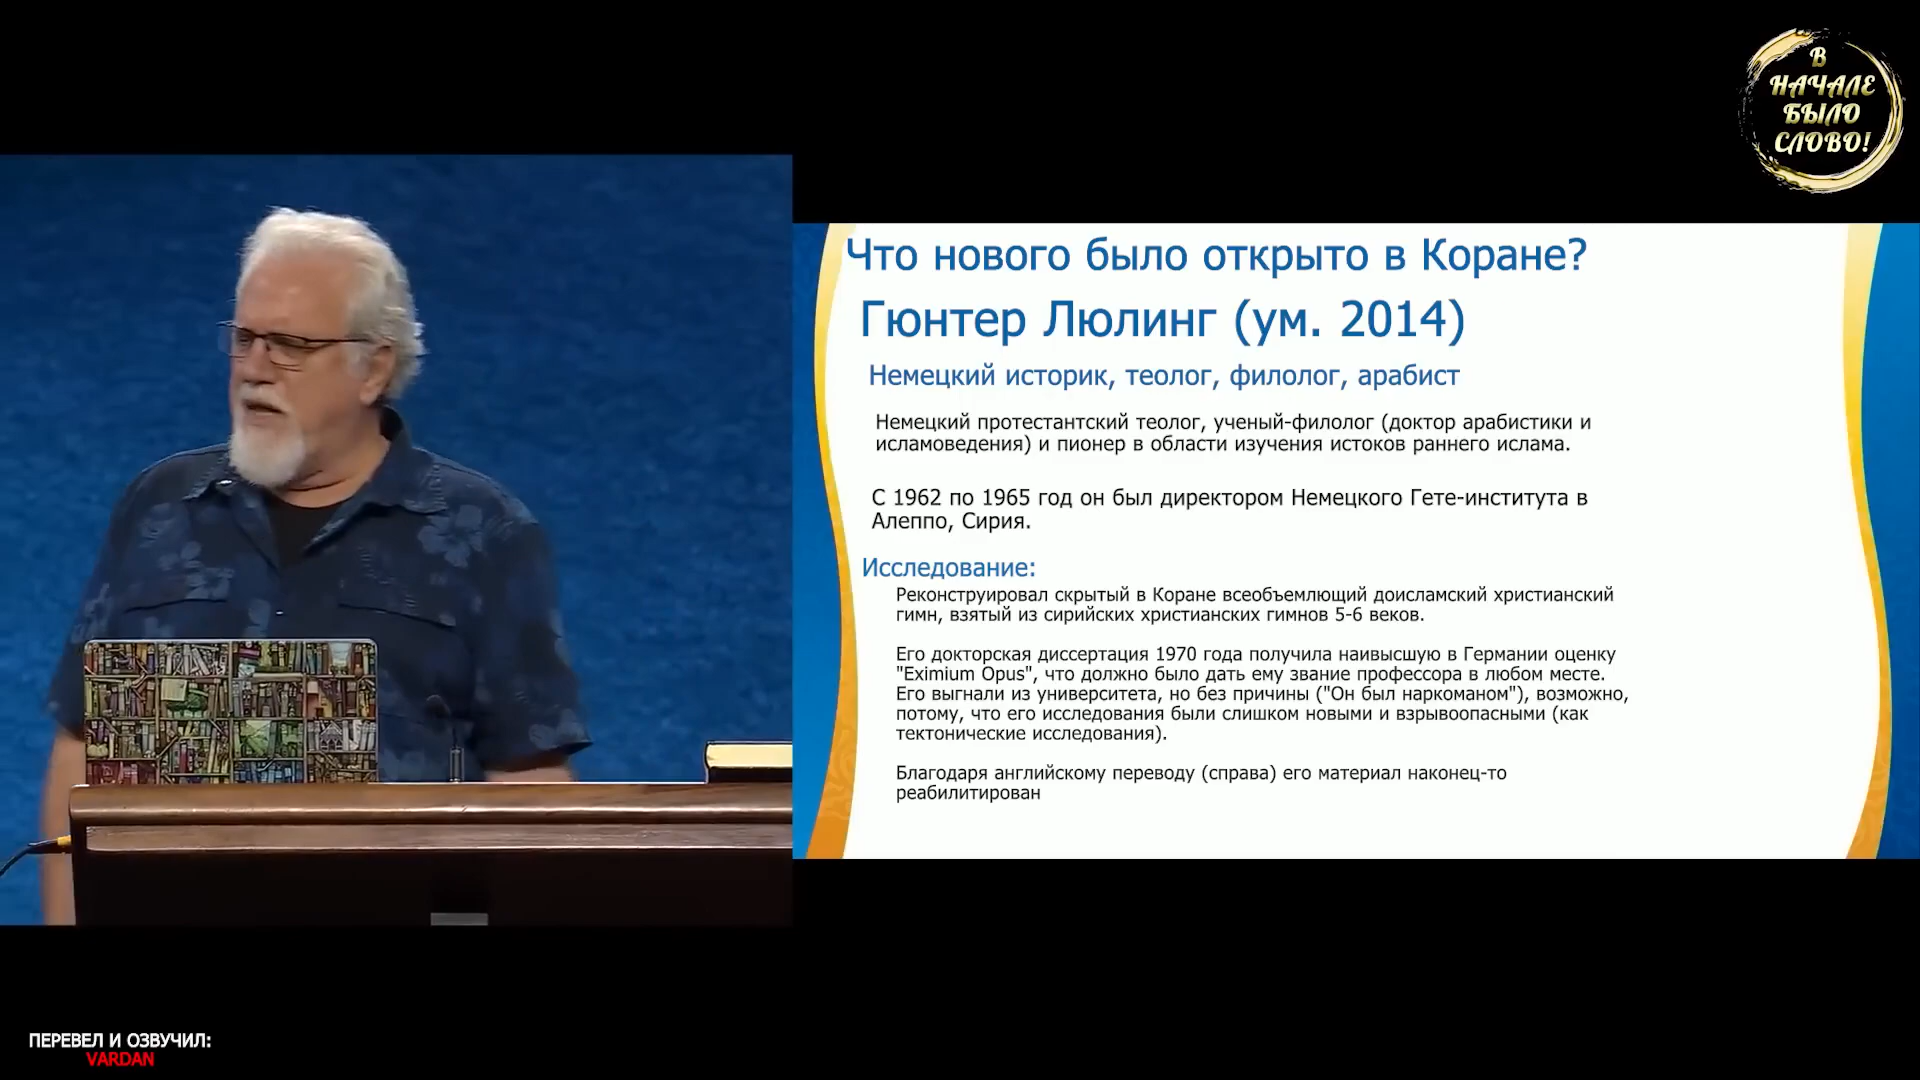 В
НАЧАЛЕ
БЫЛО
СЛОВО!
Что нового было открыто в Коране?
Гюнтер Люлинг (ум. 2014)
Немецкий историк, теолог, филолог, арабист
Немецкий протестантский теолог, ученый-филолог (доктор арабистики и
исламоведения) и пионер в области изучения истоков раннего ислама.
С 1962 по 1965 год он был директором Немецкого Гете-института в
Алеппо, Сирия.
Исследование:
Реконструировал скрытый в Коране всеобъемлющий доисламский христианский
гимн, взятый из сирийских христианских гимнов 5-6 веков.
Его докторская диссертация 1970 года получила наивысшую в Германии оценку
"Eximium Opus", что должно было дать ему звание профессора в любом месте.
Его выгнали из университета, но без причины ("Он был наркоманом"), возможно,
потому, что его исследования были слишком новыми и взрывоопасными (как
тектонические исследования).
Благодаря английскому переводу (справа) его материал наконец-то
реабилитирован
ПЕРЕВЕЛ И ОЗВУЧИЛ:
VARDAN